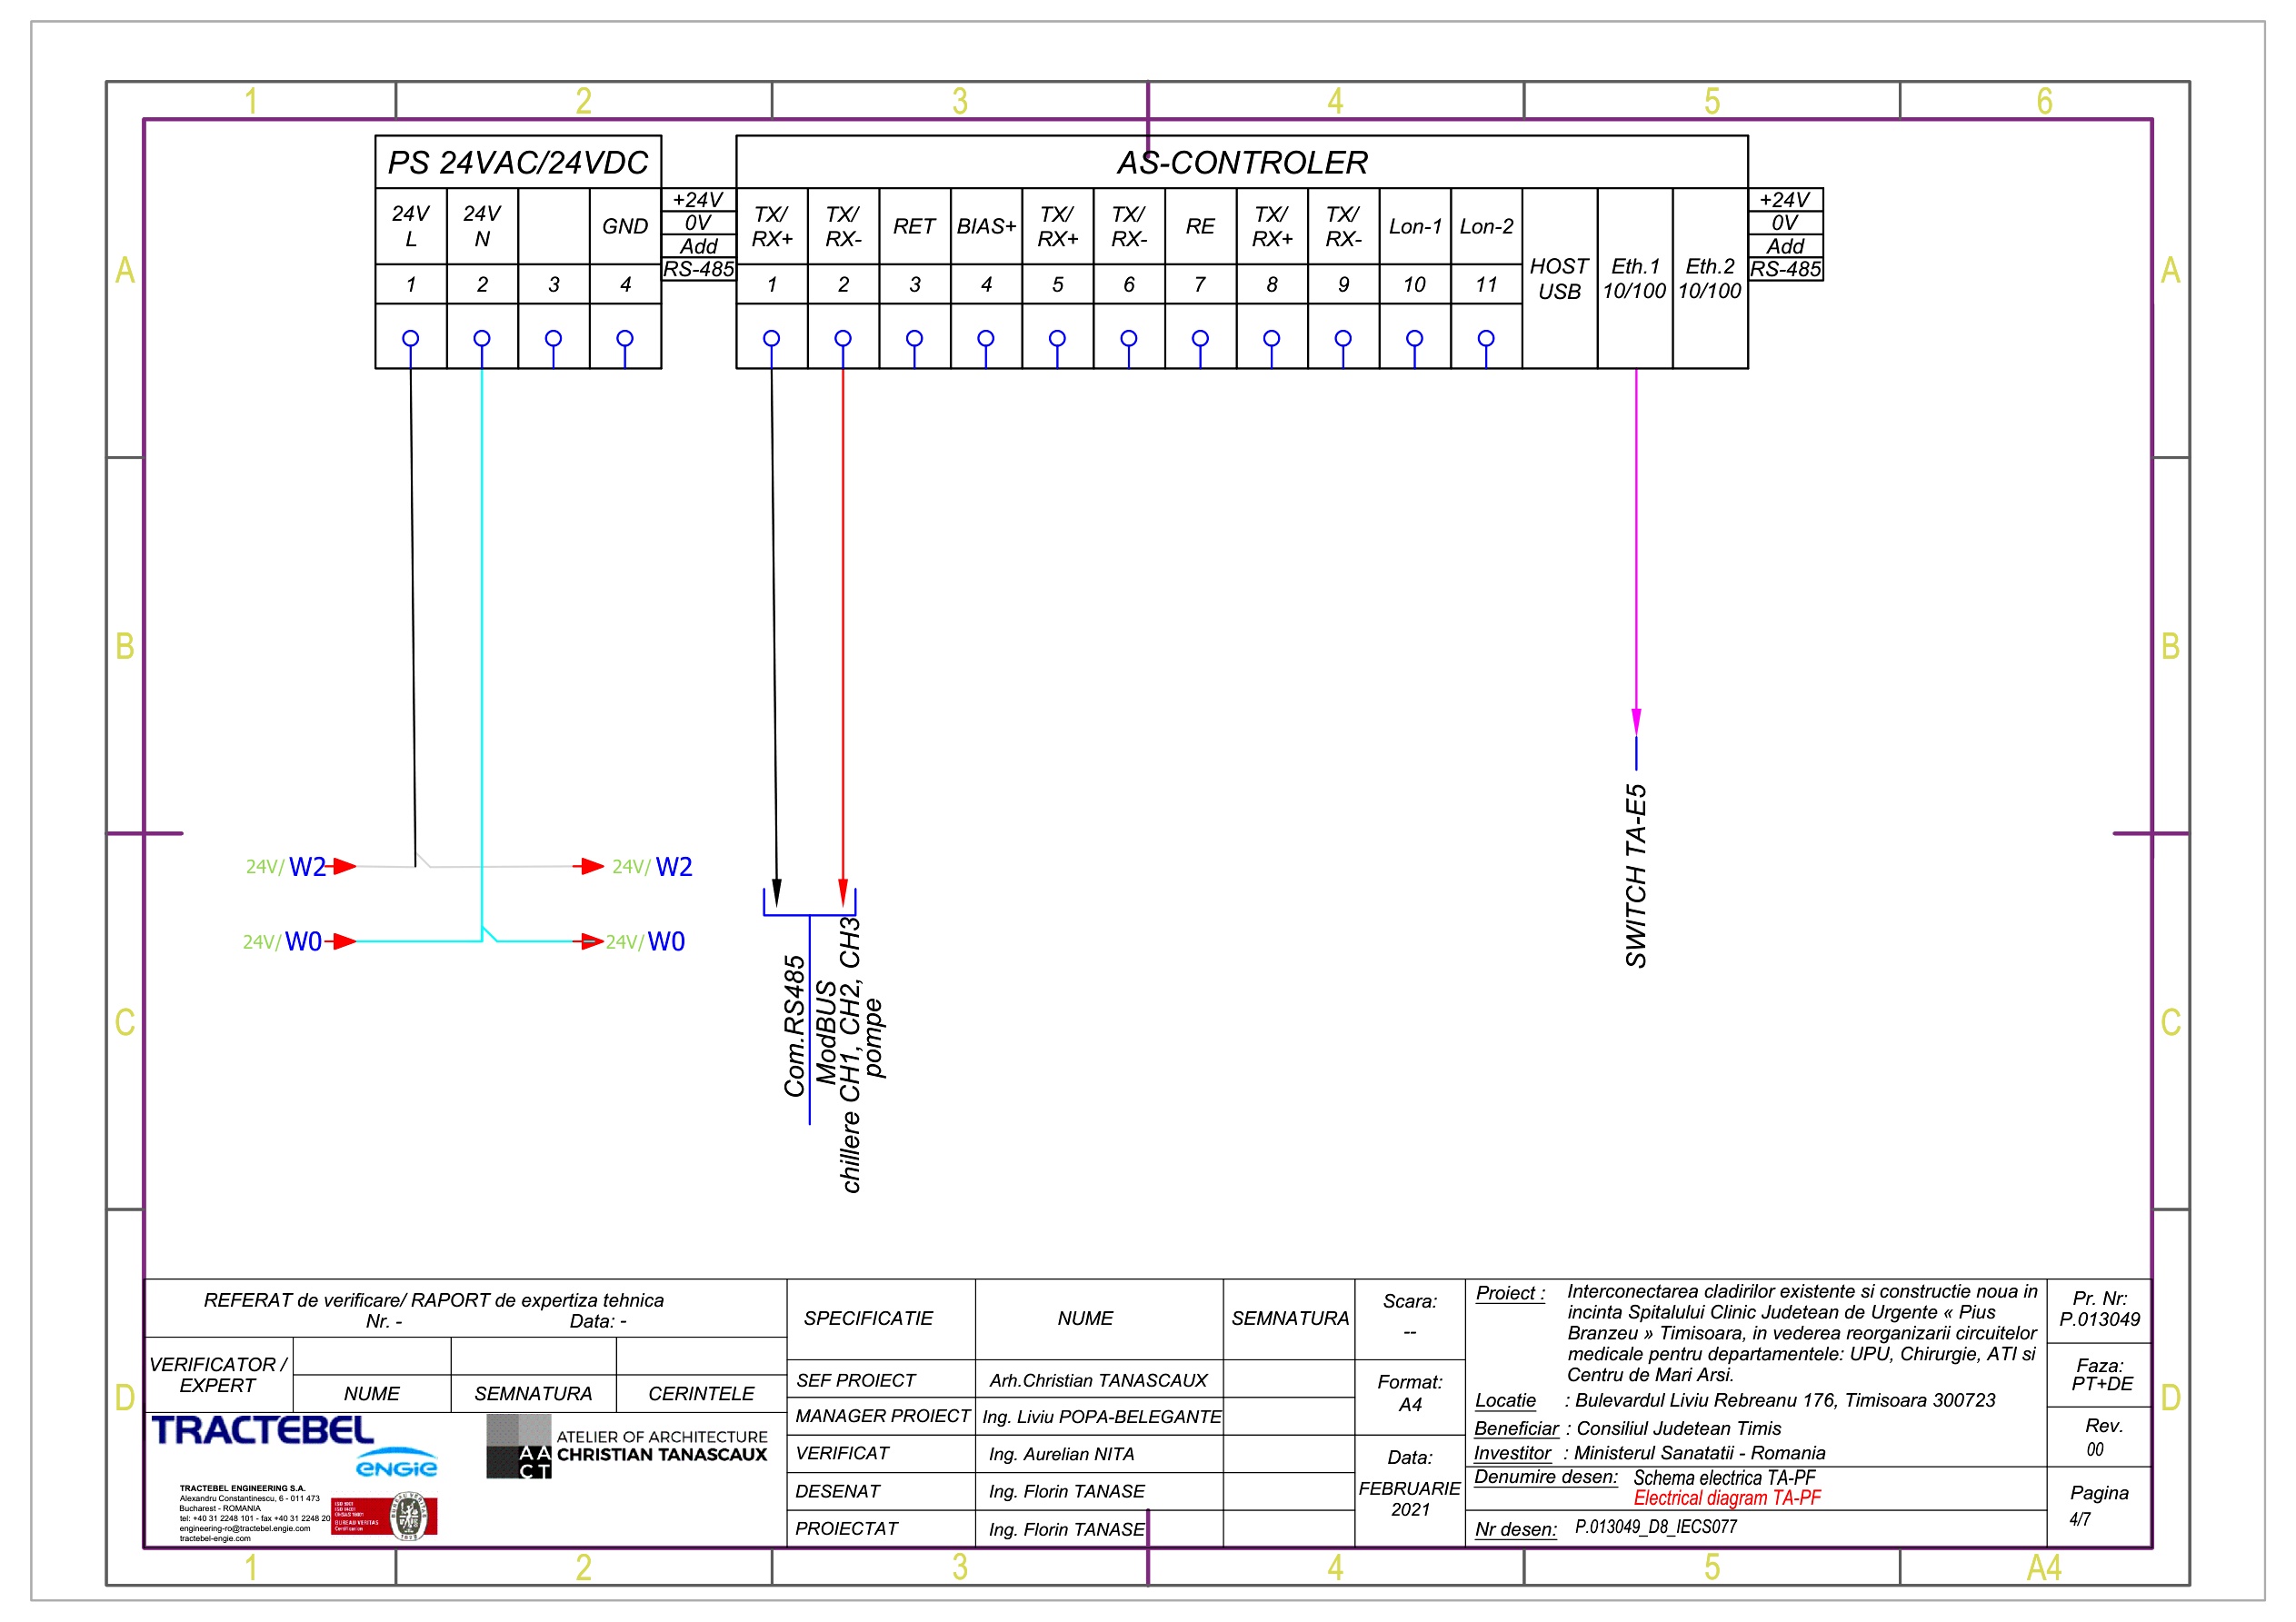 1 2 3 4 5 6
PS 24VAC/24VDC
AS-CONTROLER
24V
L
24V
N
GND
+24V
0V
Add
RS-485
TX/
RX+
TX/
RX-
RET
BIAS+
TX/
RX+
TX/
RX-
RE
TX/
RX+
TX/
RX-
Lon-1
Lon-2
HOST
USB
Eth.1
10/100
Eth.2
10/100
+24V
0V
Add
RS-485
1 2 3 4
1 2 3 4 5 6 7 8 9 10 11
A A
B B
C C
D D
24V/ W2
24V/ W2
24V/ W0
24V/ W0
Com.RS485
ModBUS
chillere CH1, CH2, CH3
pompe
SWITCH TA-E5
REFERAT de verificare/ RAPORT de expertiza tehnica
Nr. - Data: -
VERIFICATOR /
EXPERT
NUME
SEMNATURA
CERINTELE
TRACTEBEL
ENGIE
AA
CT
ATELIER OF ARCHITECTURE
CHRISTIAN TANASCAUX
TRACTEBEL ENGINEERING S.A.
Alexandru Constantinescu, 6 - 011 473
Bucharest - ROMANIA
tel: +40 31 2248 101 - fax +40 31 2248 20
engineering-ro@tractebel.engie.com
tractebel-engie.com
BUREAU VERITAS
Certification
SPECIFICATIE NUME SEMNATURA
SEF PROIECT Arh.Christian TANASCAUX
MANAGER PROIECT Ing. Liviu POPA-BELEGANTE
VERIFICAT Ing. Aurelian NITA
DESENAT Ing. Florin TANASE
PROIECTAT Ing. Florin TANASE
Scara:
--
Format:
A4
Data:
FEBRUARIE
2021
Proiect : Interconectarea cladirilor existente si constructie noua in
incinta Spitalului Clinic Judetean de Urgente « Pius
Branzeu » Timisoara, in vederea reorganizarii circuitelor
medicale pentru departamentele: UPU, Chirurgie, ATI si
Centru de Mari Arsi.
Locatie : Bulevardul Liviu Rebreanu 176, Timisoara 300723
Beneficiar : Consiliul Judetean Timis
Investitor : Ministerul Sanatatii - Romania
Denumire desen: Schema electrica TA-PF
Electrical diagram TA-PF
Nr desen: P.013049_D8_IECS077
Pr. Nr:
P.013049
Faza:
PT+DE
Rev.
00
Pagina
4/7
1 2 3 4 5 A4